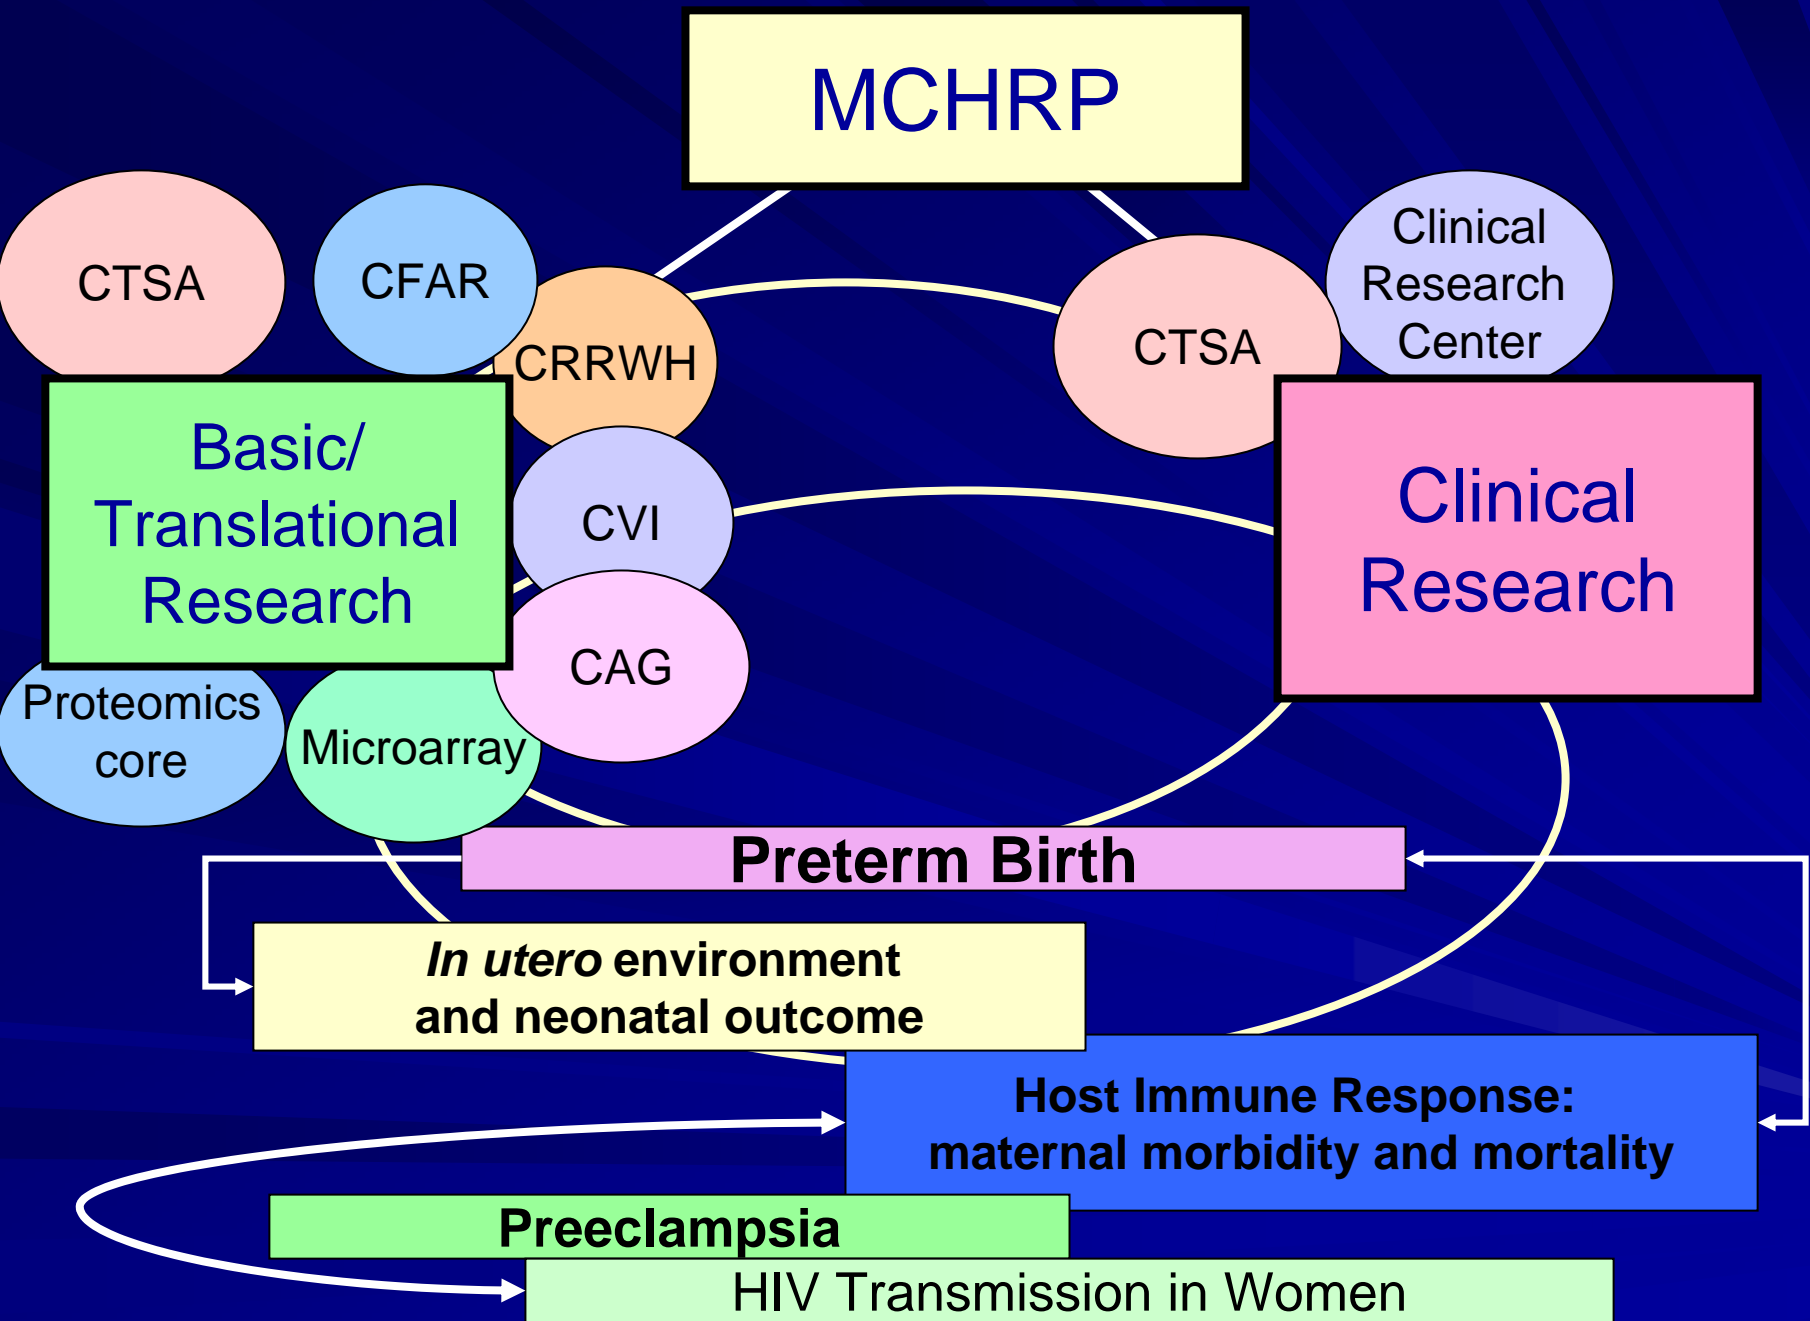 MCHRP
CTSA
CFAR
CRRWH
CTSA
Clinical
Research
Center
Basic/
Translational
Research
CVI
CAG
Clinical
Research
Proteomics
core
Microarray
Preterm Birth
In utero environment
and neonatal outcome
Host Immune Response:
maternal morbidity and mortality
Preeclampsia
HIV Transmission in Women